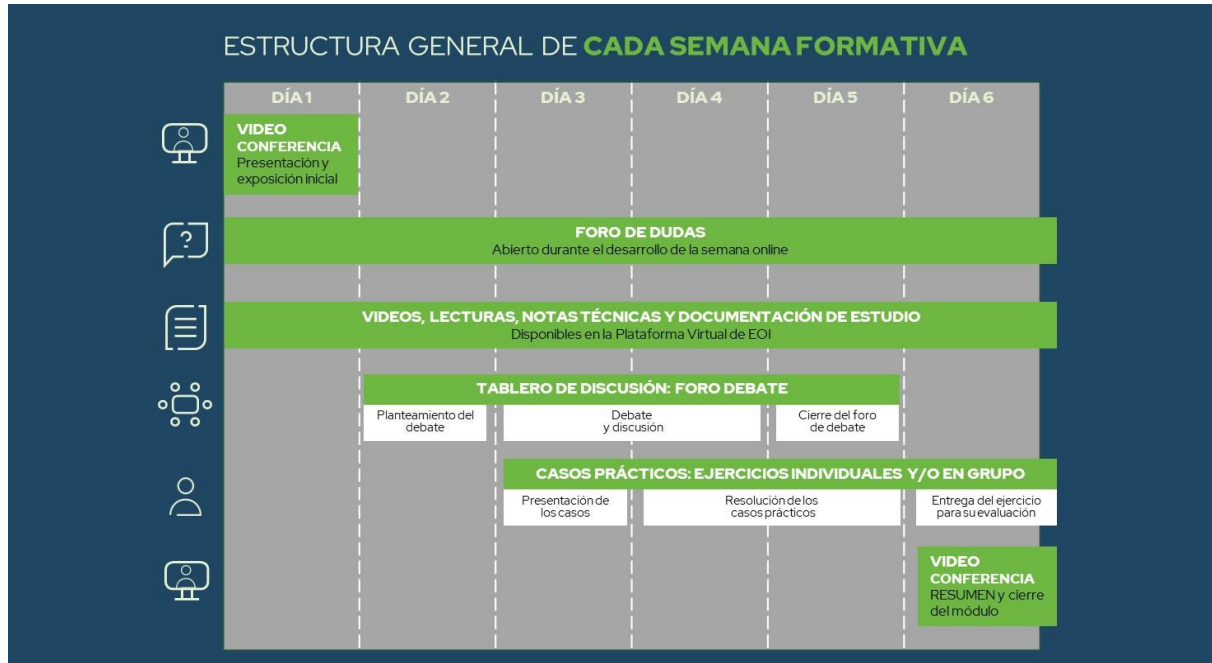 ESTRUCTURA GENERAL DE CADA SEMANA FORMATIVA
DÍA 1
DÍA 2
DÍA 3
DÍA 4
DÍA 5
DÍA 6
VIDEO
CONFERENCIA
Presentación y
exposición inicial
?
FORO DE DUDAS
Abierto durante el desarrollo de la semana online
VIDEOS, LECTURAS, NOTAS TÉCNICAS Y DOCUMENTACIÓN DE ESTUDIO
Disponibles en la Plataforma Virtual de EOI
TABLERO DE DISCUSIÓN: FORO DEBATE
Planteamiento del
debate
Debate
y discusión
Cierre del foro
de debate
CASOS PRÁCTICOS: EJERCICIOS INDIVIDUALES Y/O EN GRUPO
Presentación de
los casos
Resolución de los
casos prácticos
Entrega del ejercicio
para su evaluación
VIDEO
CONFERENCIA
RESUMEN y cierre
del módulo